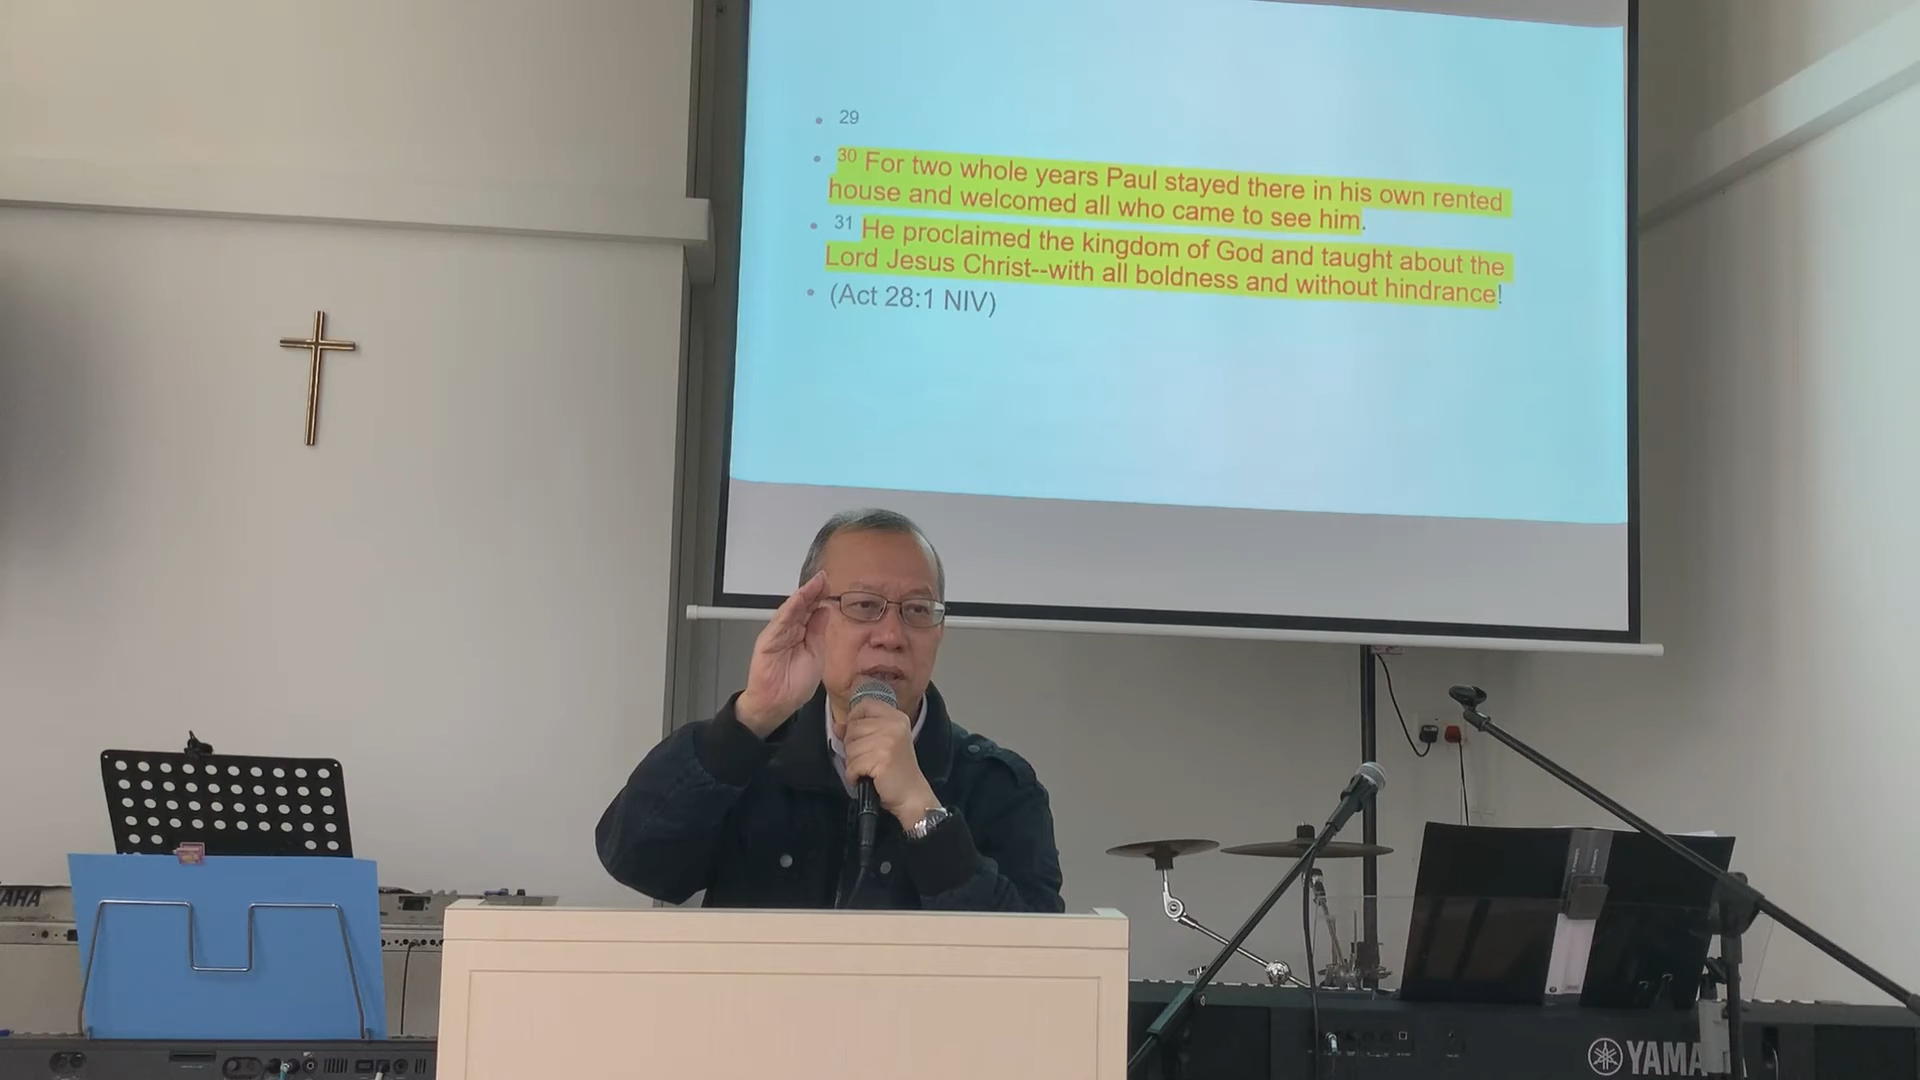 • 29
• 30 For two whole years Paul stayed there in his own rented
house and welcomed all who came to see him.
• 31 He proclaimed the kingdom of God and taught about the
Lord Jesus Christ--with all boldness and without hindrance!
• (Act 28:1 NIV)
AHA
YAMA